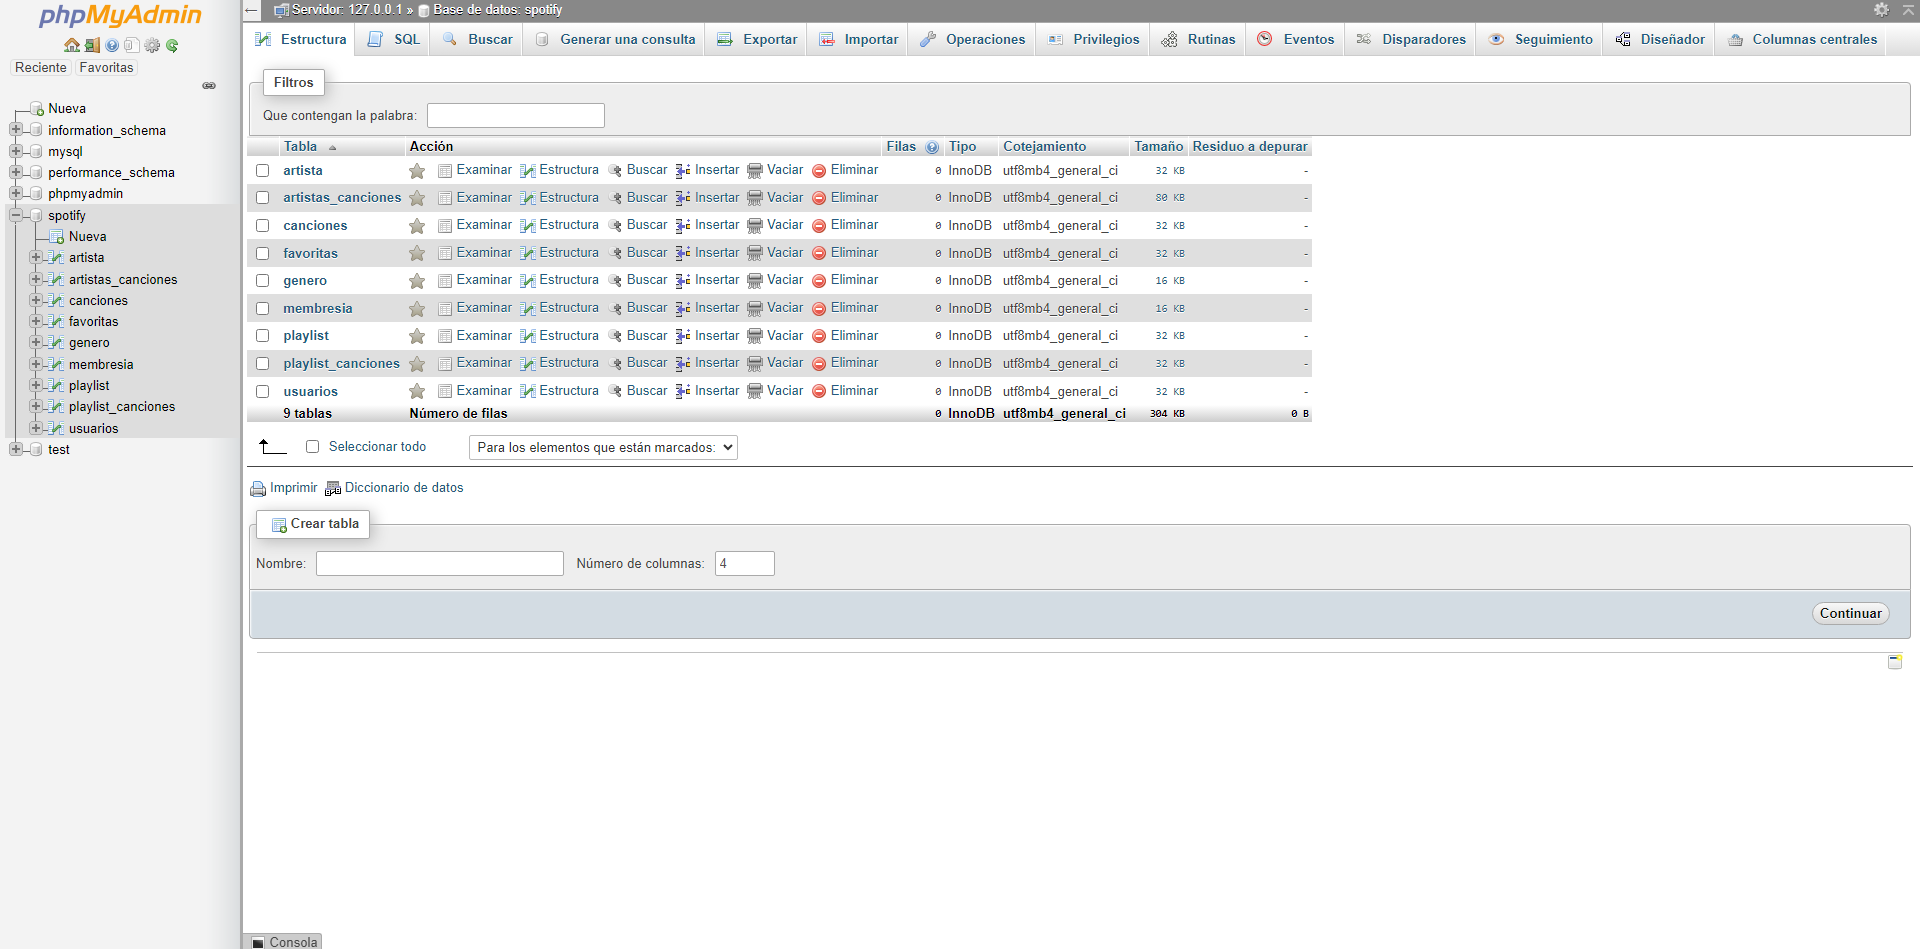 phpMyAdmin
Reciente Favoritas
Nueva
information_schema
mysql
performance_schema
phpmyadmin
spotify
Nueva
artista
artistas_canciones
canciones
favoritas
genero
membresia
playlist
playlist_canciones
usuarios
test
Servidor: 127.0.0.1 » Base de datos: spotify
Estructura SQL Buscar Generar una consulta Exportar Importar Operaciones Privilegios Rutinas Eventos Disparadores Seguimiento Diseñador Columnas centrales
Filtros
Que contengan la palabra:
Tabla Acción Filas Tipo Cotejamiento Tamaño Residuo a depurar
artista Examinar Estructura Buscar Insertar Vaciar Eliminar 0 InnoDB utf8mb4_general_ci 32 KB -
artistas_canciones Examinar Estructura Buscar Insertar Vaciar Eliminar 0 InnoDB utf8mb4_general_ci 80 KB -
canciones Examinar Estructura Buscar Insertar Vaciar Eliminar 0 InnoDB utf8mb4_general_ci 32 KB -
favoritas Examinar Estructura Buscar Insertar Vaciar Eliminar 0 InnoDB utf8mb4_general_ci 32 KB -
genero Examinar Estructura Buscar Insertar Vaciar Eliminar 0 InnoDB utf8mb4_general_ci 16 KB -
membresia Examinar Estructura Buscar Insertar Vaciar Eliminar 0 InnoDB utf8mb4_general_ci 16 KB -
playlist Examinar Estructura Buscar Insertar Vaciar Eliminar 0 InnoDB utf8mb4_general_ci 32 KB -
playlist_canciones Examinar Estructura Buscar Insertar Vaciar Eliminar 0 InnoDB utf8mb4_general_ci 32 KB -
usuarios Examinar Estructura Buscar Insertar Vaciar Eliminar 0 InnoDB utf8mb4_general_ci 32 KB -
9 tablas Número de filas 0 InnoDB utf8mb4_general_ci 304 KB 0 B
Seleccionar todo Para los elementos que están marcados:
Imprimir Diccionario de datos
Crear tabla
Nombre: Número de columnas: 4
Continuar
Consola